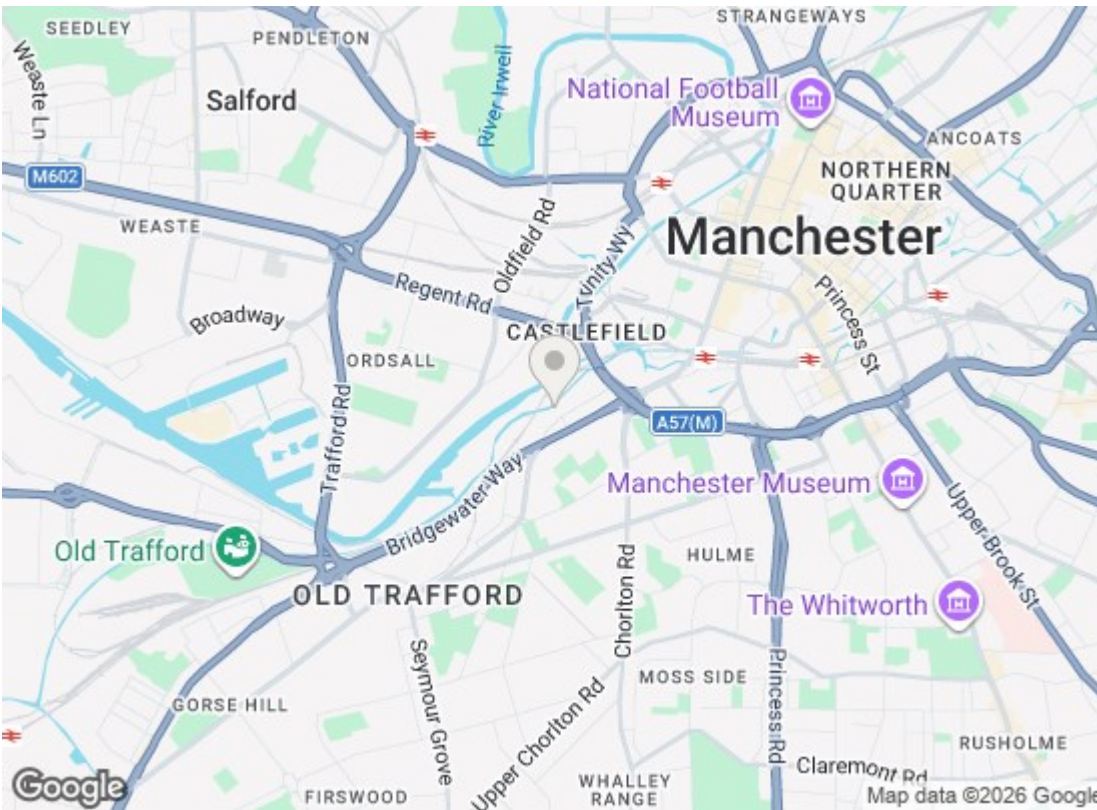 SEEDLEY
STRANGEWAYS
PENDLETON
Weaste Ln
River Irwell
National Football
Museum
Salford
ANCOATS
NORTHERN
QUARTER
M602
WEASTE
Oldfield Rd
Trinity Wy
Manchester
Regent Rd
Princess St
Broadway
CASTLEFIELD
ORDSALL
Trafford Rd
A57(M)
Bridgewater Way
Manchester Museum
Upper Brook St
Old Trafford
HULME
OLD TRAFFORD
Chorlton Rd
The Whitworth
Seymour Grove
MOSS SIDE
Princess Rd
GORSE HILL
Upper Chorlton Rd
RUSHOLME
Claremont Rd
WHALLEY
RANGE
FIRSWOOD
Google
Map data ©2026 Google